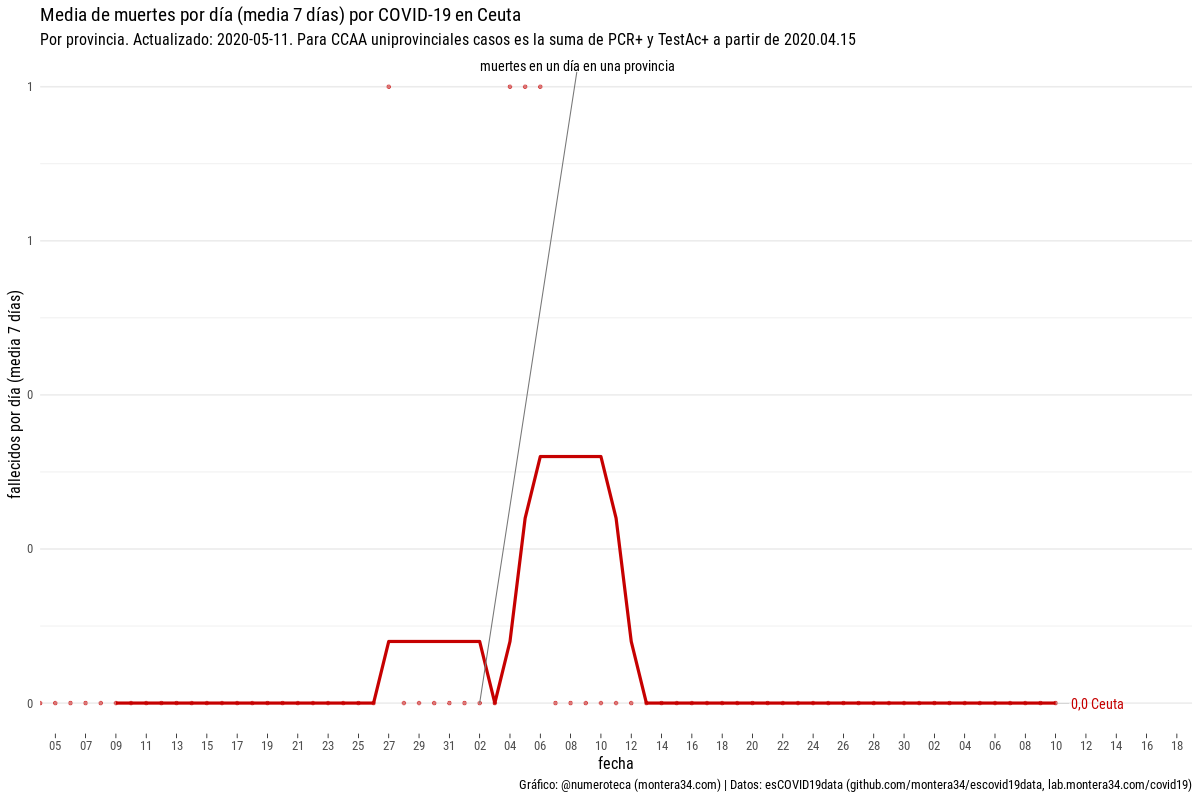 Media de muertes por día (media 7 días) por COVID-19 en Ceuta
Por provincia. Actualizado: 2020-05-11. Para CCAA uniprovinciales casos es la suma de PCR+ y TestAc+ a partir de 2020.04.15
muertes en un día en una provincia
1
1
0
0
0
fallecidos por día (media 7 días)
0,0 Ceuta
05 07 09 11 13 15 17 19 21 23 25 27 29 31 02 04 06 08 10 12 14 16 18 20 22 24 26 28 30 02 04 06 08 10 12 14 16 18
fecha
Gráfico: @numeroteca (montera34.com) | Datos: esCOVID19data (github.com/montera34/escovid19data, lab.montera34.com/covid19)